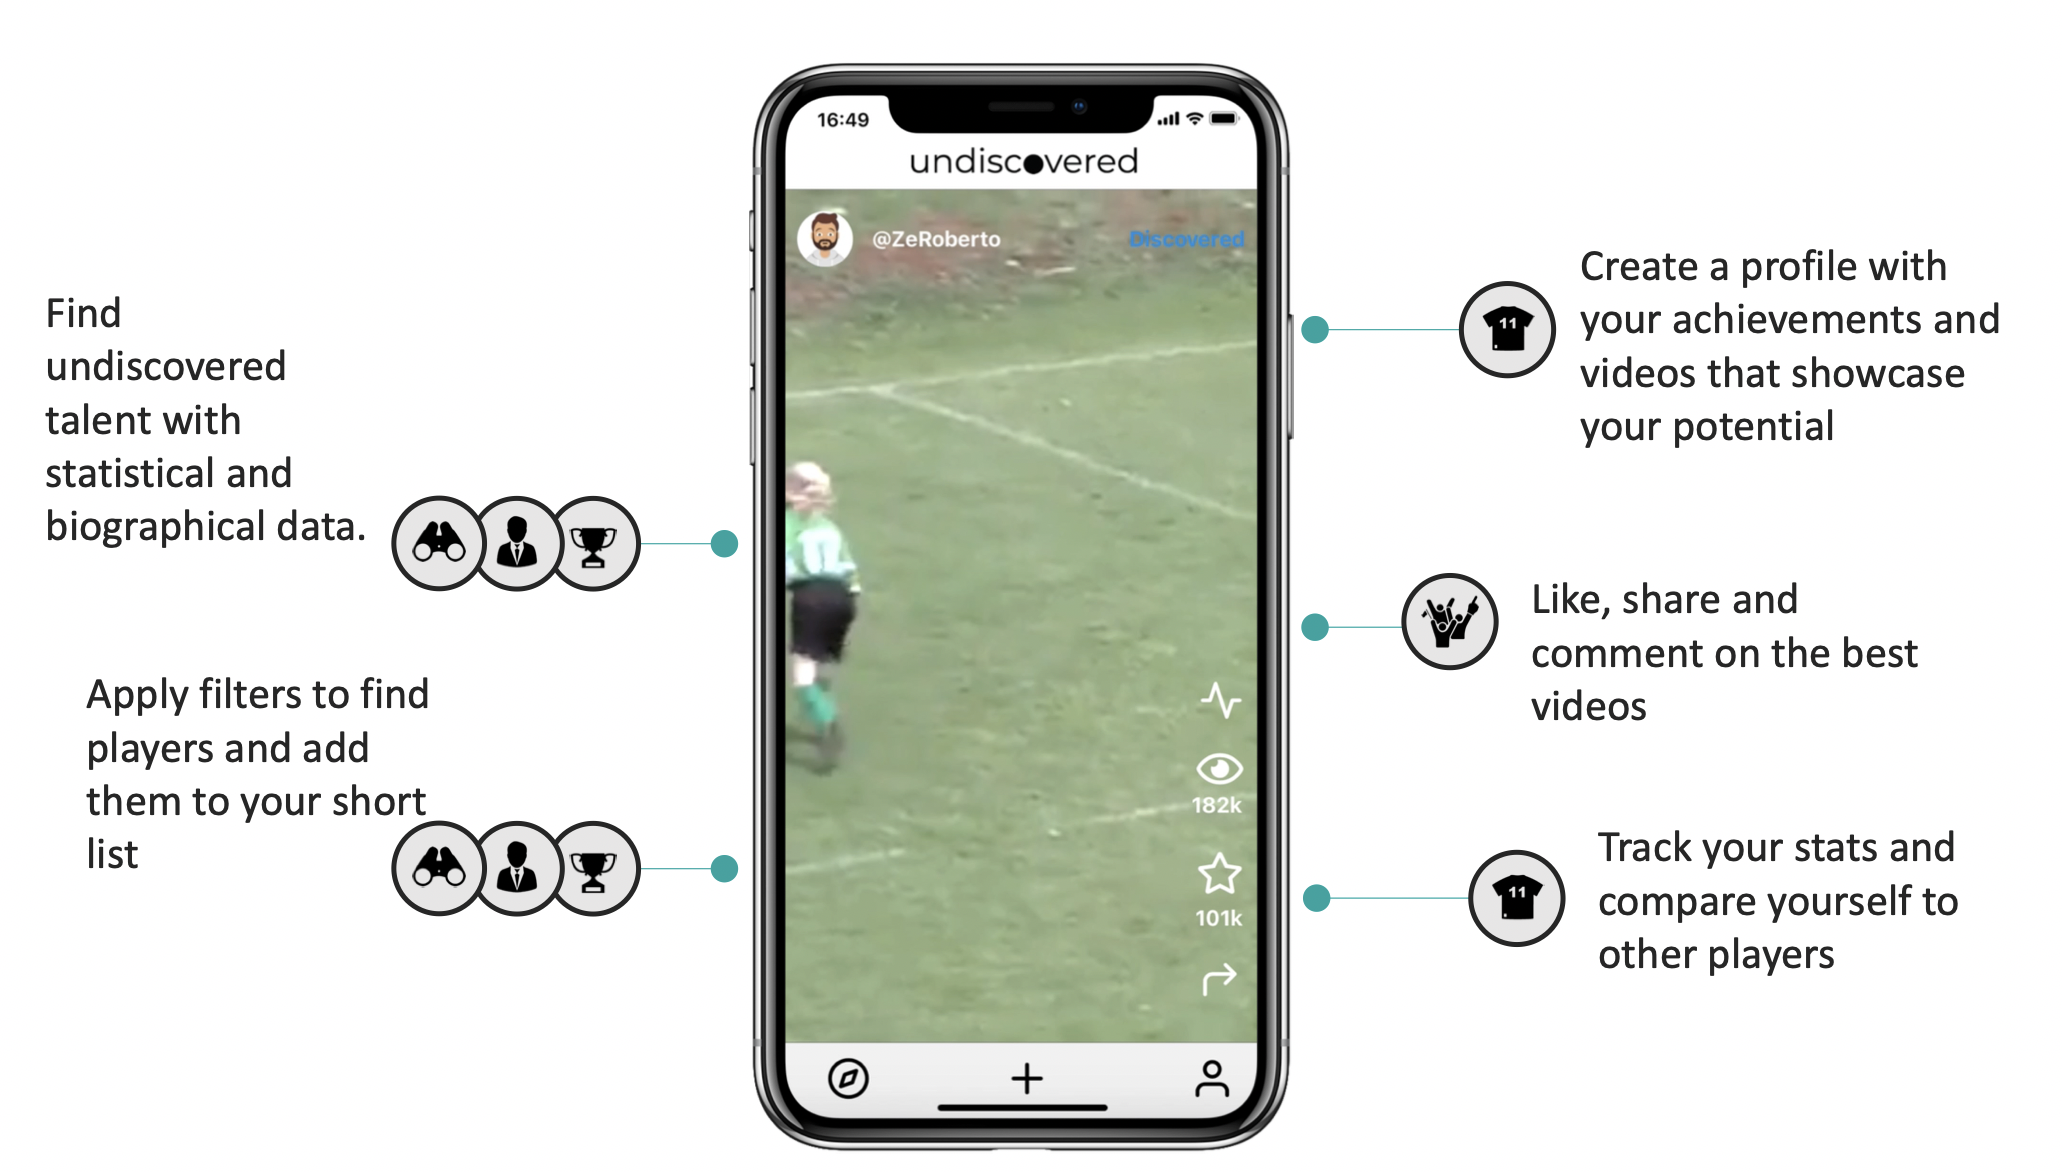 16:49
undiscovered
@ZeRoberto
Discovered
182k
101k
Find
undiscovered
talent with
statistical and
biographical data.
Apply filters to find
players and add
them to your short
list
11
Create a profile with
your achievements and
videos that showcase
your potential
Like, share and
comment on the best
videos
11
Track your stats and
compare yourself to
other players
11